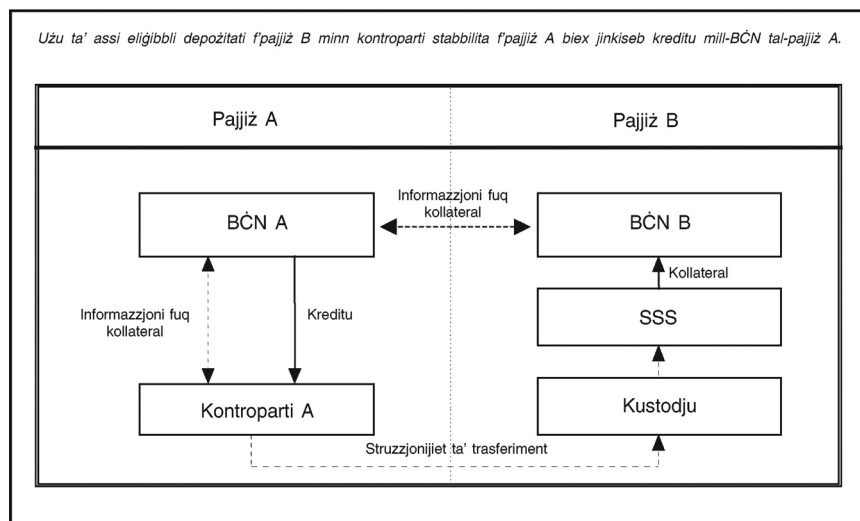 Użu ta' assi eliġibbli depożitati f'pajjiż B minn kontroparti stabbilita f'pajjiż A biex jinkiseb kreditu mill-BĊN tal-pajjiż A.
Pajjiż A
Pajjiż B
Informazzjoni fuq
kollateral
BĊN A
BĊN B
Kollateral
Informazzjoni fuq
kollateral
Kreditu
SSS
Kontroparti A
Kustodju
Struzzjonijiet ta' trasferiment